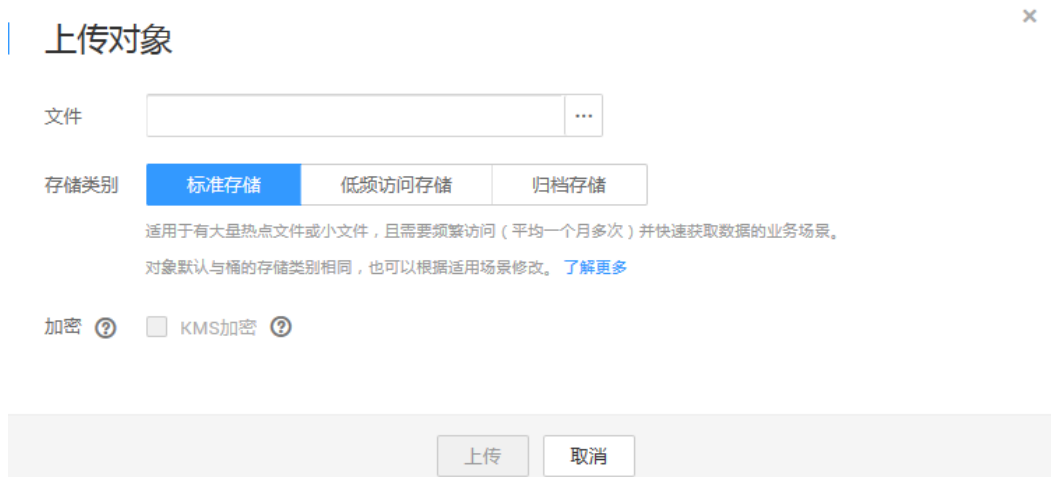 上传对象
文件 ...
存储类别 标准存储 低频访问存储 归档存储
适用于有大量热点文件或小文件，且需要频繁访问（平均一个月多次）并快速获取数据的业务场景。
对象默认与桶的存储类别相同，也可以根据适用场景修改。 了解更多
加密 ? KMS加密 ?
上传 取消